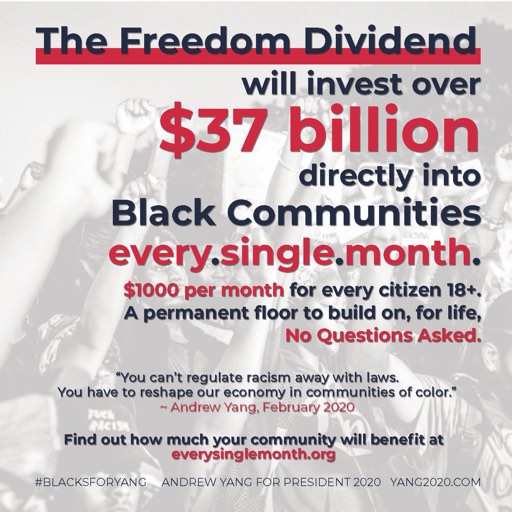 The Freedom Dividend
will invest over
$37 billion
directly into
Black Communities
every.single.month.
$1000 per month for every citizen 18+.
A permanent floor to build on, for life,
No Questions Asked.
“You can’t regulate racism away with laws.
You have to reshape our economy in communities of color.”
~ Andrew Yang, February 2020
Find out how much your community will benefit at
everysinglemonth.org
#BLACKSFORYANG ANDREW YANG FOR PRESIDENT 2020 YANG2020.COM